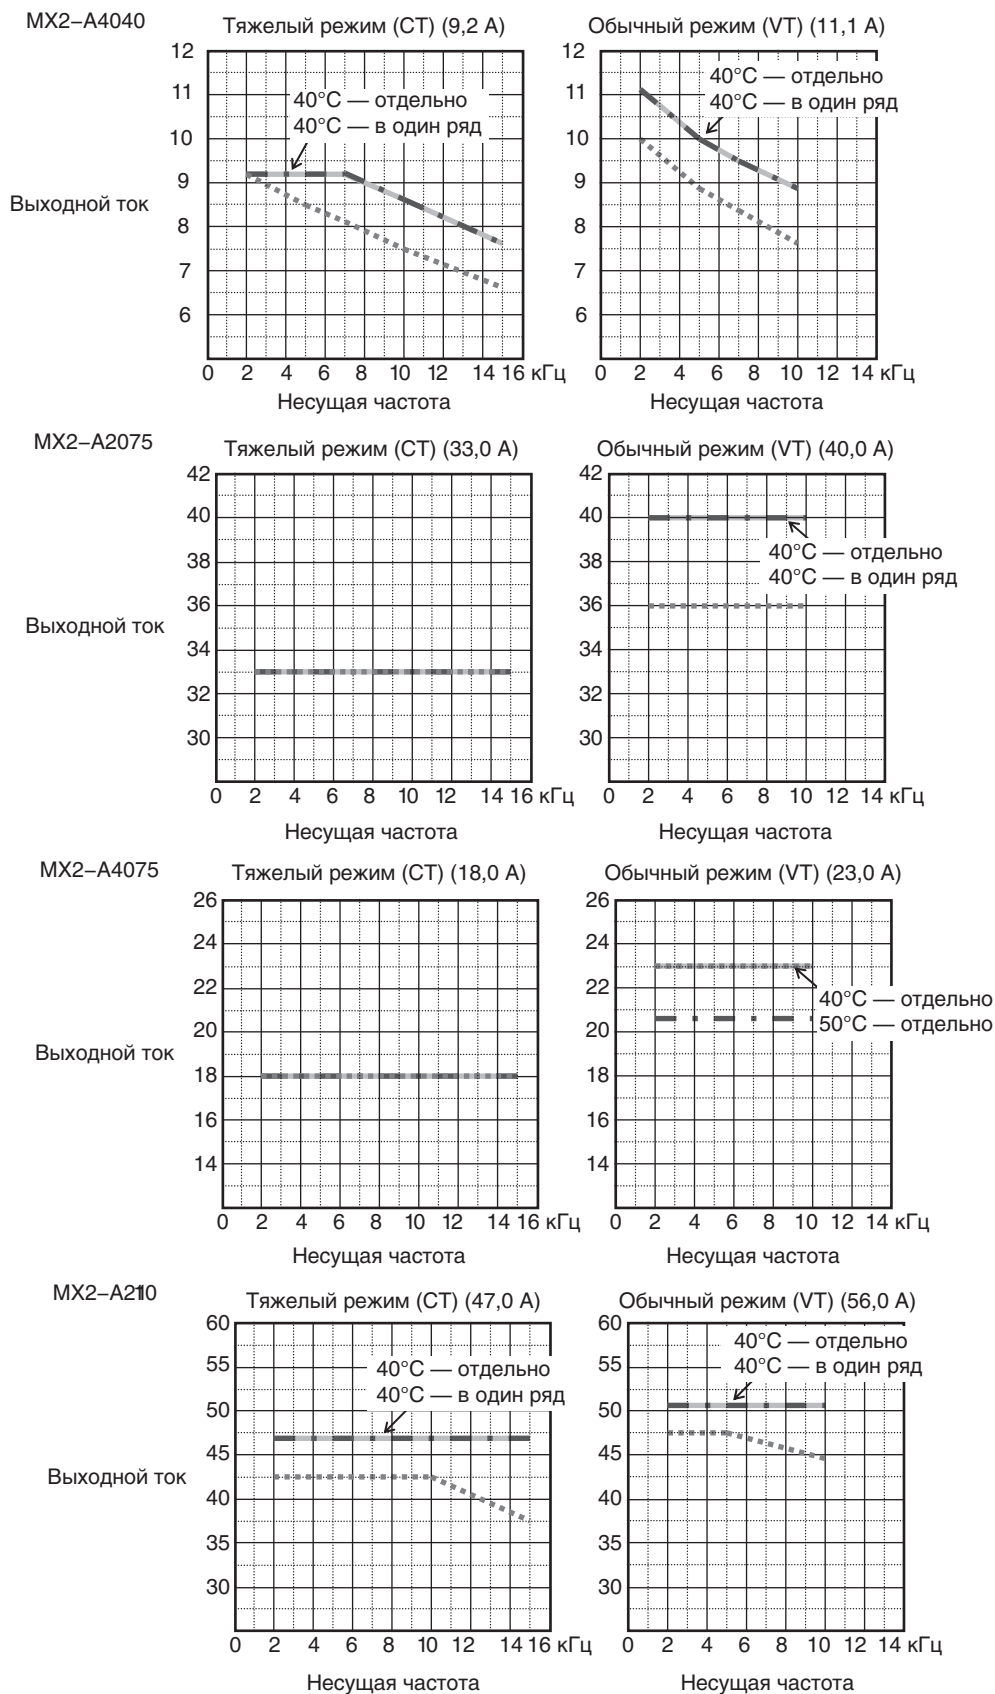 MX2–A4040
Тяжелый режим (CT) (9,2 A)
Обычный режим (VT) (11,1 A)
12
11
10
9
8
7
6
40°C — отдельно
40°C — в один ряд
Выходной ток
0 2 4 6 8 10 12 14 16 кГц
Несущая частота
12
11
10
9
8
7
6
40°C — отдельно
40°C — в один ряд
0 2 4 6 8 10 12 14 кГц
Несущая частота
MX2–A2075
Тяжелый режим (CT) (33,0 A)
Обычный режим (VT) (40,0 A)
42
40
38
36
34
32
30
Выходной ток
0 2 4 6 8 10 12 14 16 кГц
Несущая частота
42
40
38
36
34
32
30
40°C — отдельно
40°C — в один ряд
0 2 4 6 8 10 12 14 кГц
Несущая частота
MX2–A4075
Тяжелый режим (CT) (18,0 A)
Обычный режим (VT) (23,0 A)
26
24
22
20
18
16
14
Выходной ток
0 2 4 6 8 10 12 14 16 кГц
Несущая частота
26
24
22
20
18
16
14
40°C — отдельно
50°C — отдельно
0 2 4 6 8 10 12 14 кГц
Несущая частота
MX2–A2110
Тяжелый режим (CT) (47,0 A)
Обычный режим (VT) (56,0 A)
60
55
50
45
40
35
30
40°C — отдельно
40°C — в один ряд
Выходной ток
0 2 4 6 8 10 12 14 16 кГц
Несущая частота
60
55
50
45
40
35
30
40°C — отдельно
40°C — в один ряд
0 2 4 6 8 10 12 14 кГц
Несущая частота